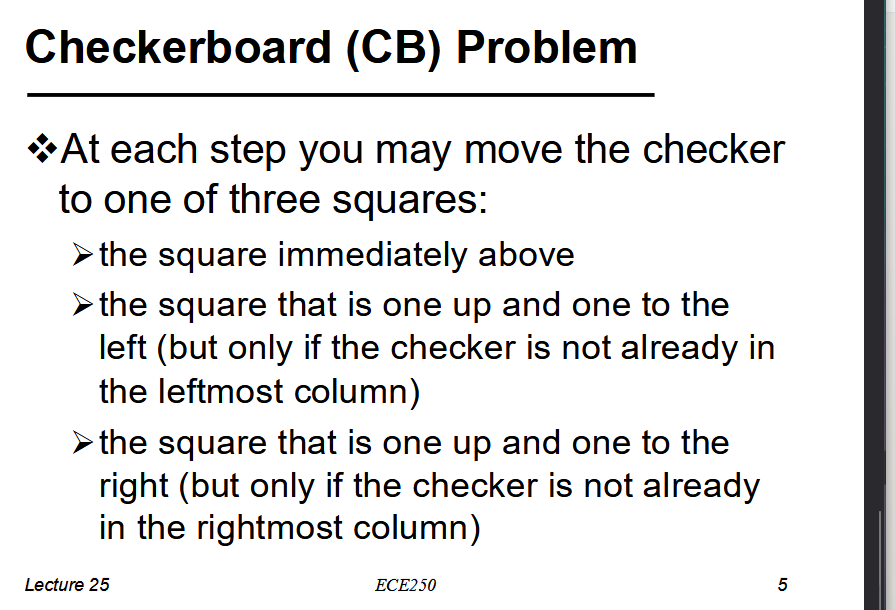 Checkerboard (CB) Problem
❖At each step you may move the checker
to one of three squares:
➢the square immediately above
➢the square that is one up and one to the
left (but only if the checker is not already in
the leftmost column)
➢the square that is one up and one to the
right (but only if the checker is not already
in the rightmost column)
Lecture 25 ECE250 5